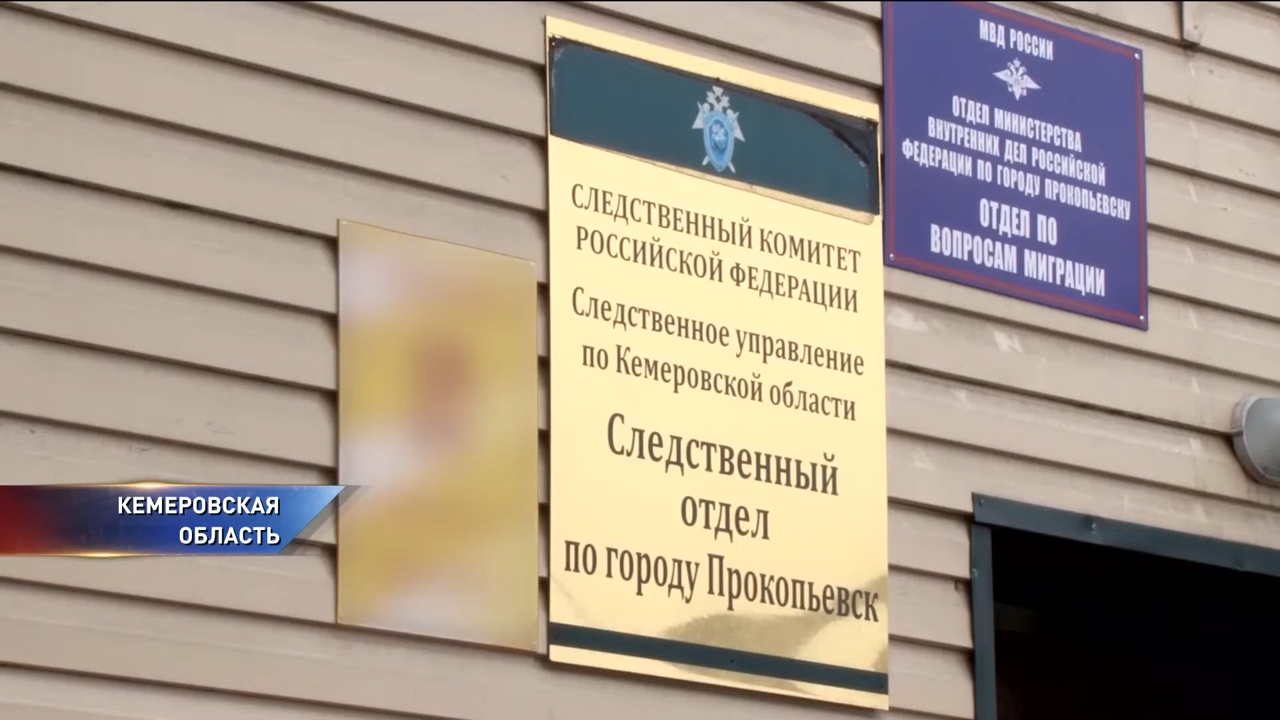 СЛЕДСТВЕННЫЙ КОМИТЕТ
РОССИЙСКОЙ ФЕДЕРАЦИИ
Следственное управление
по Кемеровской области
Следственный
отдел
по городу Прокопьевск
МВД РОССИИ
ОТДЕЛ МИНИСТЕРСТВА
ВНУТРЕННИХ ДЕЛ РОССИЙСКОЙ
ФЕДЕРАЦИИ ПО ГОРОДУ ПРОКОПЬЕВСКУ
ОТДЕЛ ПО
ВОПРОСАМ МИГРАЦИИ
КЕМЕРОВСКАЯ
ОБЛАСТЬ